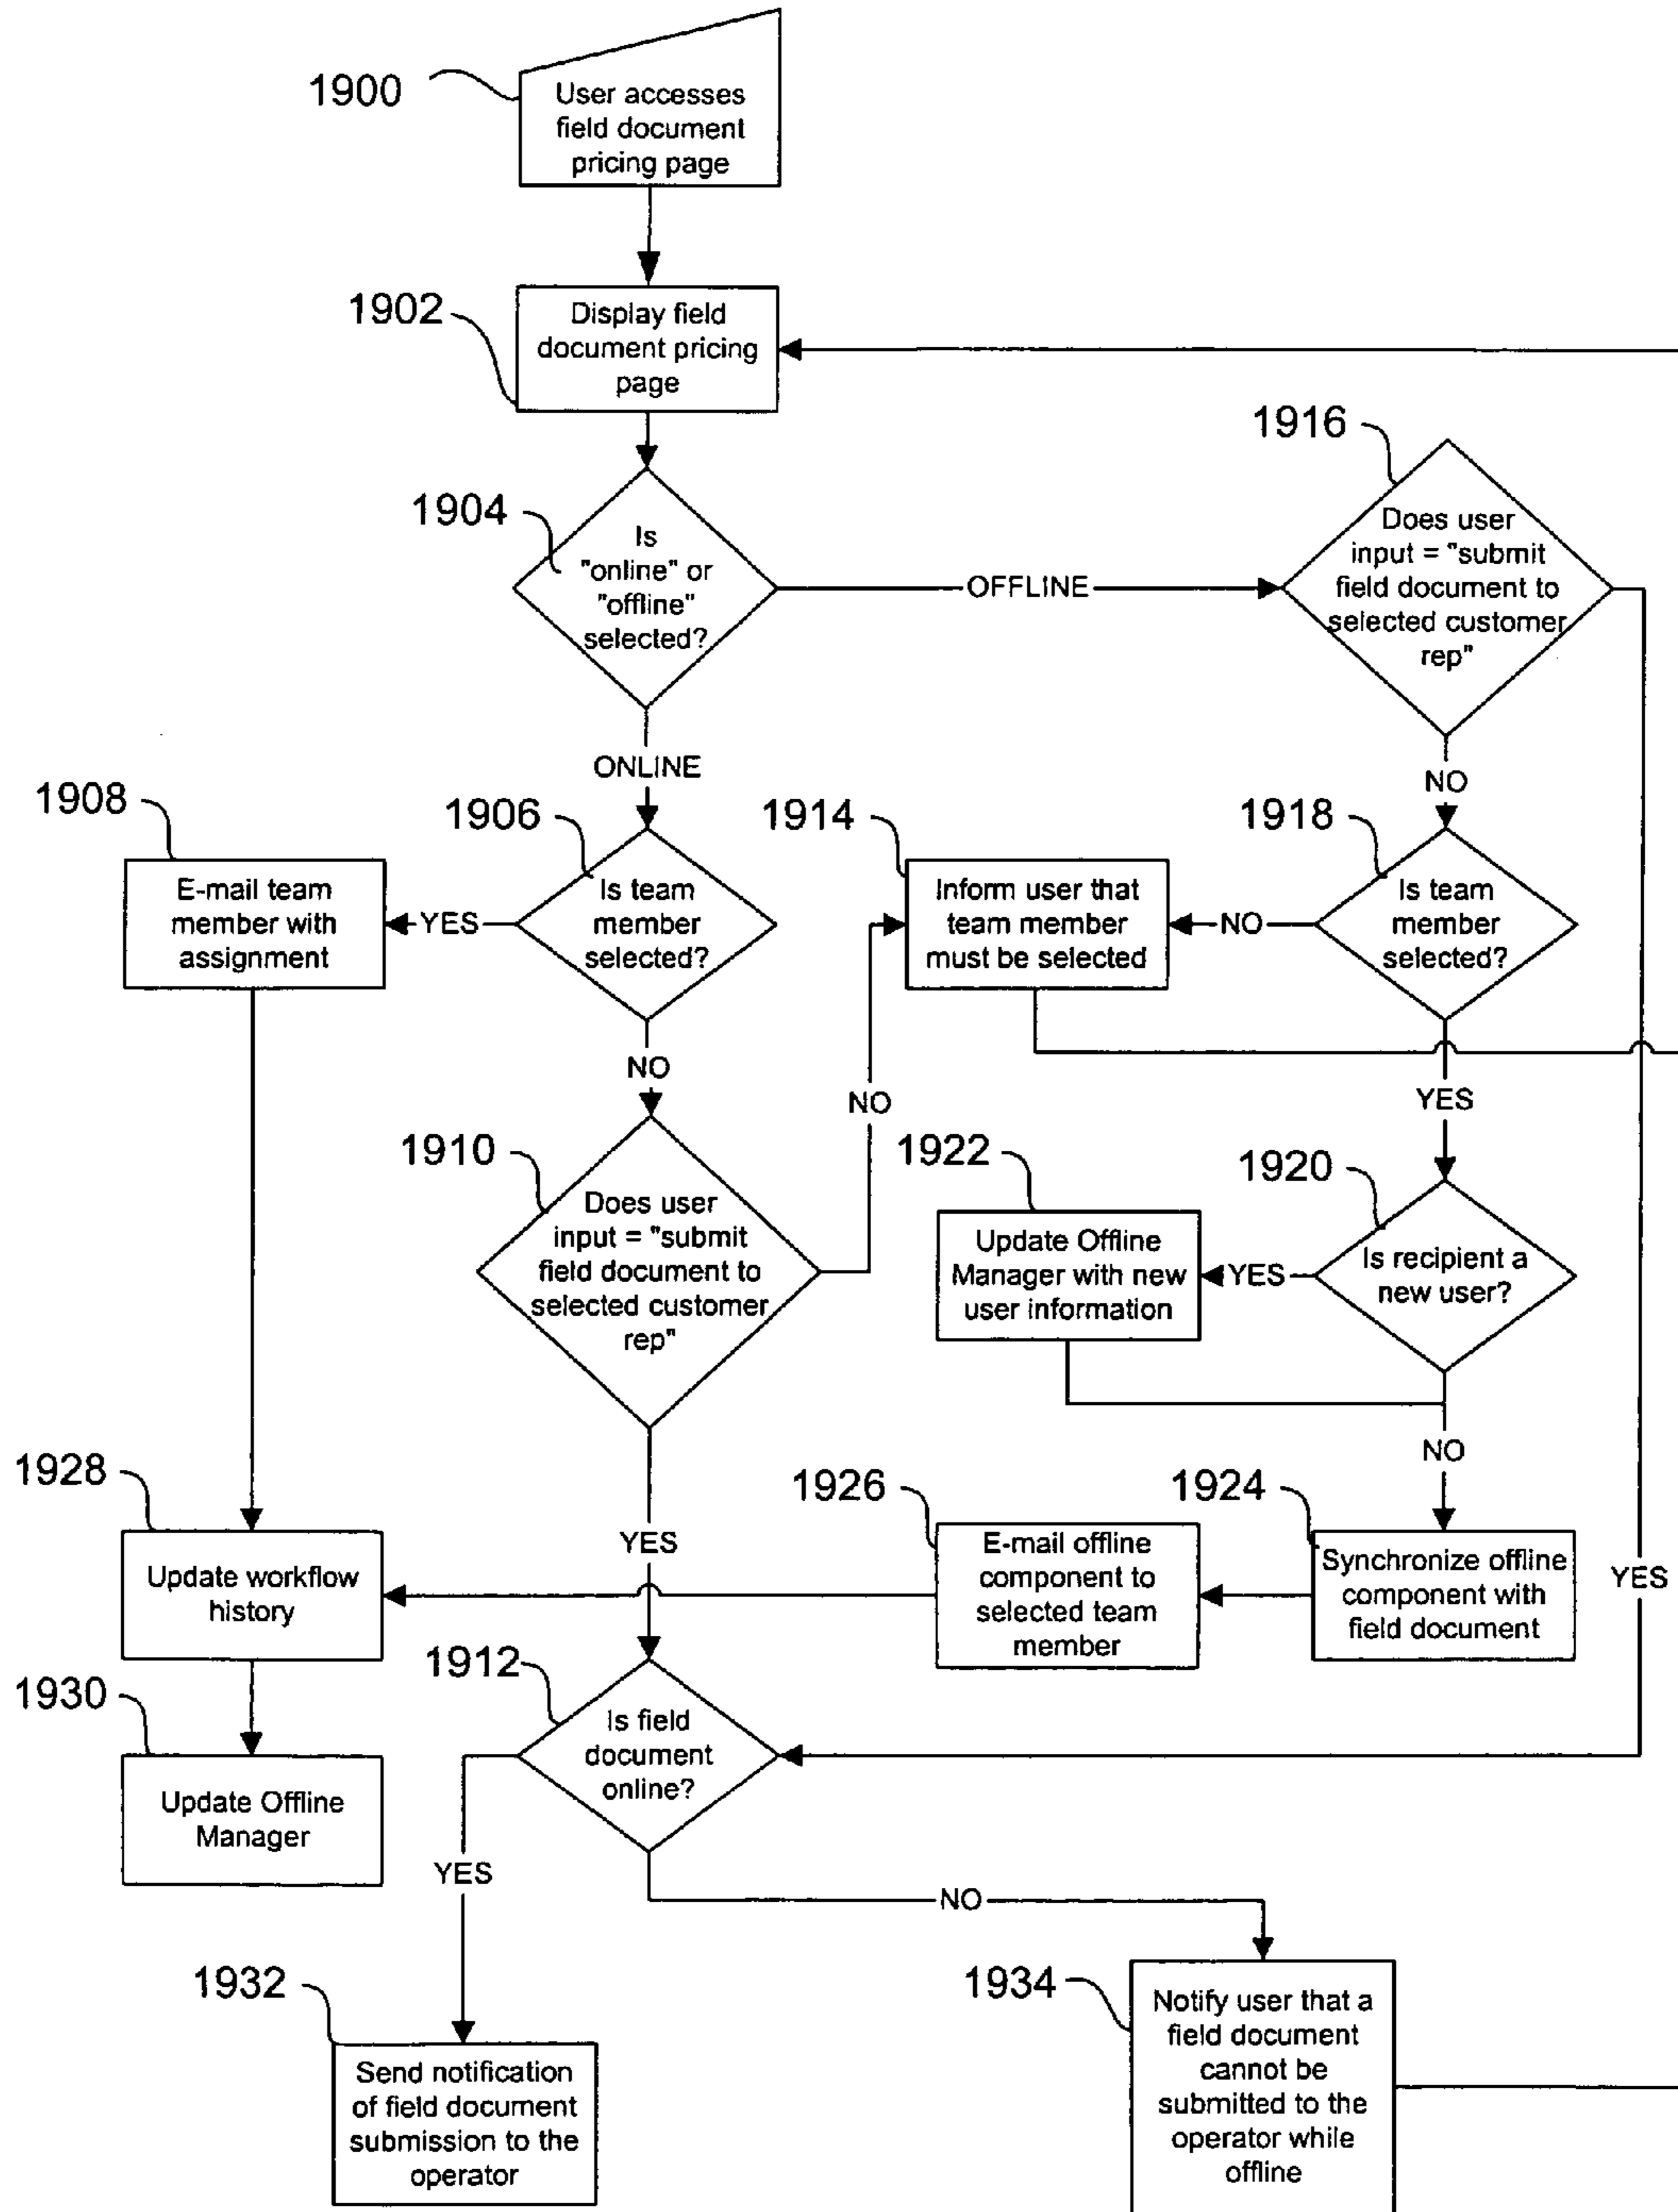 1900
User accesses
field document
pricing page
1902
Display field
document pricing
page
1904
Is
"online" or
"offline"
selected?
OFFLINE
1916
Does user
input = "submit
field document to
selected customer
rep"
ONLINE
NO
1908
E-mail team
member with
assignment
YES
1906
Is team
member
selected?
1914
Inform user that
team member
must be selected
NO
1918
Is team
member
selected?
NO
NO
YES
1910
Does user
input = "submit
field document to
selected customer
rep"
1922
Update Offline
Manager with new
user information
YES
1920
Is recipient a
new user?
NO
1928
Update workflow
history
YES
1926
E-mail offline
component to
selected team
member
1924
Synchronize offline
component with
field document
YES
1930
Update Offline
Manager
1912
Is field
document
online?
YES
NO
1932
Send notification
of field document
submission to the
operator
1934
Notify user that a
field document
cannot be
submitted to the
operator while
offline